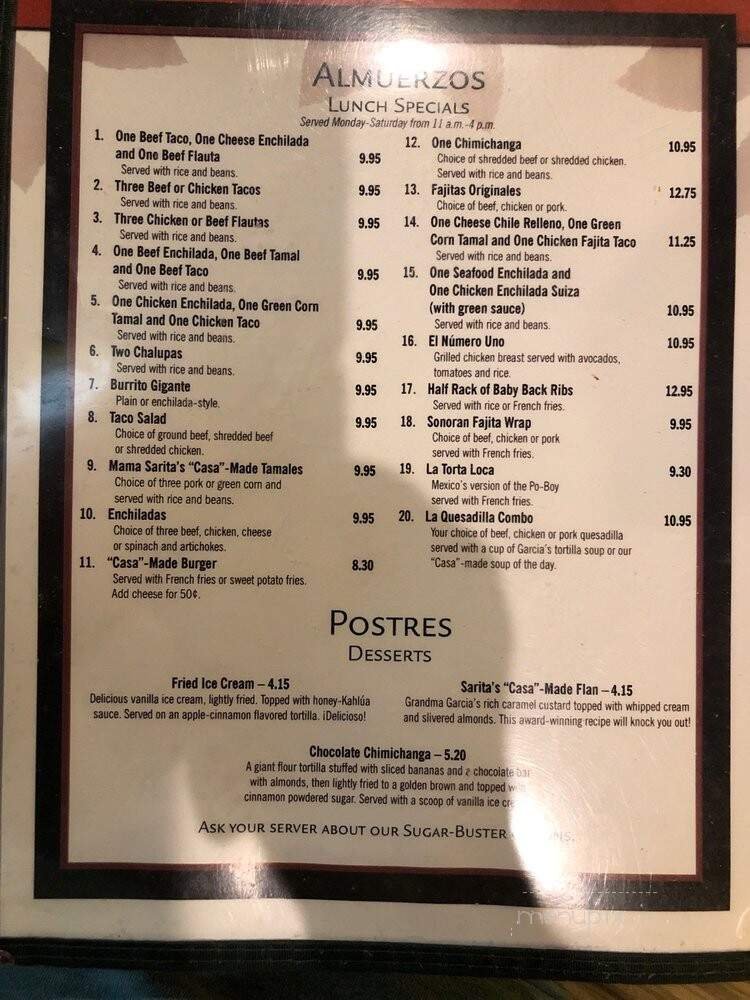 ALMUERZOS
LUNCH SPECIALS
Served Monday-Saturday from 11 a.m.-4 p.m.
1. One Beef Taco, One Cheese Enchilada
and One Beef Flauta 9.95
Served with rice and beans.
2. Three Beef or Chicken Tacos 9.95
Served with rice and beans.
3. Three Chicken or Beef Flautas 9.95
Served with rice and beans.
4. One Beef Enchilada, One Beef Tamal
and One Beef Taco 9.95
Served with rice and beans.
5. One Chicken Enchilada, One Green Corn
Tamal and One Chicken Taco 9.95
Served with rice and beans.
6. Two Chalupas 9.95
Served with rice and beans.
7. Burrito Gigante 9.95
Plain or enchilada-style.
8. Taco Salad 9.95
Choice of ground beef, shredded beef
or shredded chicken.
9. Mama Sarita's "Casa"-Made Tamales 9.95
Choice of three pork or green corn and
served with rice and beans.
10. Enchiladas 9.95
Choice of three beef, chicken, cheese
or spinach and artichokes.
11. "Casa"-Made Burger 8.30
Served with French fries or sweet potato fries.
Add cheese for 50¢.
12. One Chimichanga 10.95
Choice of shredded beef or shredded chicken.
Served with rice and beans.
13. Fajitas Originales 12.75
Choice of beef, chicken or pork.
14. One Cheese Chile Relleno, One Green
Corn Tamal and One Chicken Fajita Taco 11.25
Served with rice and beans.
15. One Seafood Enchilada and
One Chicken Enchilada Suiza
(with green sauce) 10.95
Served with rice and beans.
16. El Número Uno 10.95
Grilled chicken breast served with avocados,
tomatoes and rice.
17. Half Rack of Baby Back Ribs 12.95
Served with rice or French fries.
18. Sonoran Fajita Wrap 9.95
Choice of beef, chicken or pork
served with French fries.
19. La Torta Loca 9.30
Mexico's version of the Po-Boy
served with French fries.
20. La Quesadilla Combo 10.95
Your choice of beef, chicken or pork quesadilla
served with a cup of Garcia's tortilla soup or our
"Casa"-made soup of the day.
POSTRES
DESSERTS
Fried Ice Cream – 4.15
Delicious vanilla ice cream, lightly fried. Topped with honey-Kahlúa
sauce. Served on an apple-cinnamon flavored tortilla. ¡Delicioso!
Sarita's "Casa"-Made Flan – 4.15
Grandma Garcia's rich caramel custard topped with whipped cream
and slivered almonds. This award-winning recipe will knock you out!
Chocolate Chimichanga – 5.20
A giant flour tortilla stuffed with sliced bananas and a chocolate bar
with almonds, then lightly fried to a golden brown and topped
cinnamon powdered sugar. Served with a scoop of vanilla ice
ASK YOUR SERVER ABOUT OUR SUGAR-BUSTER